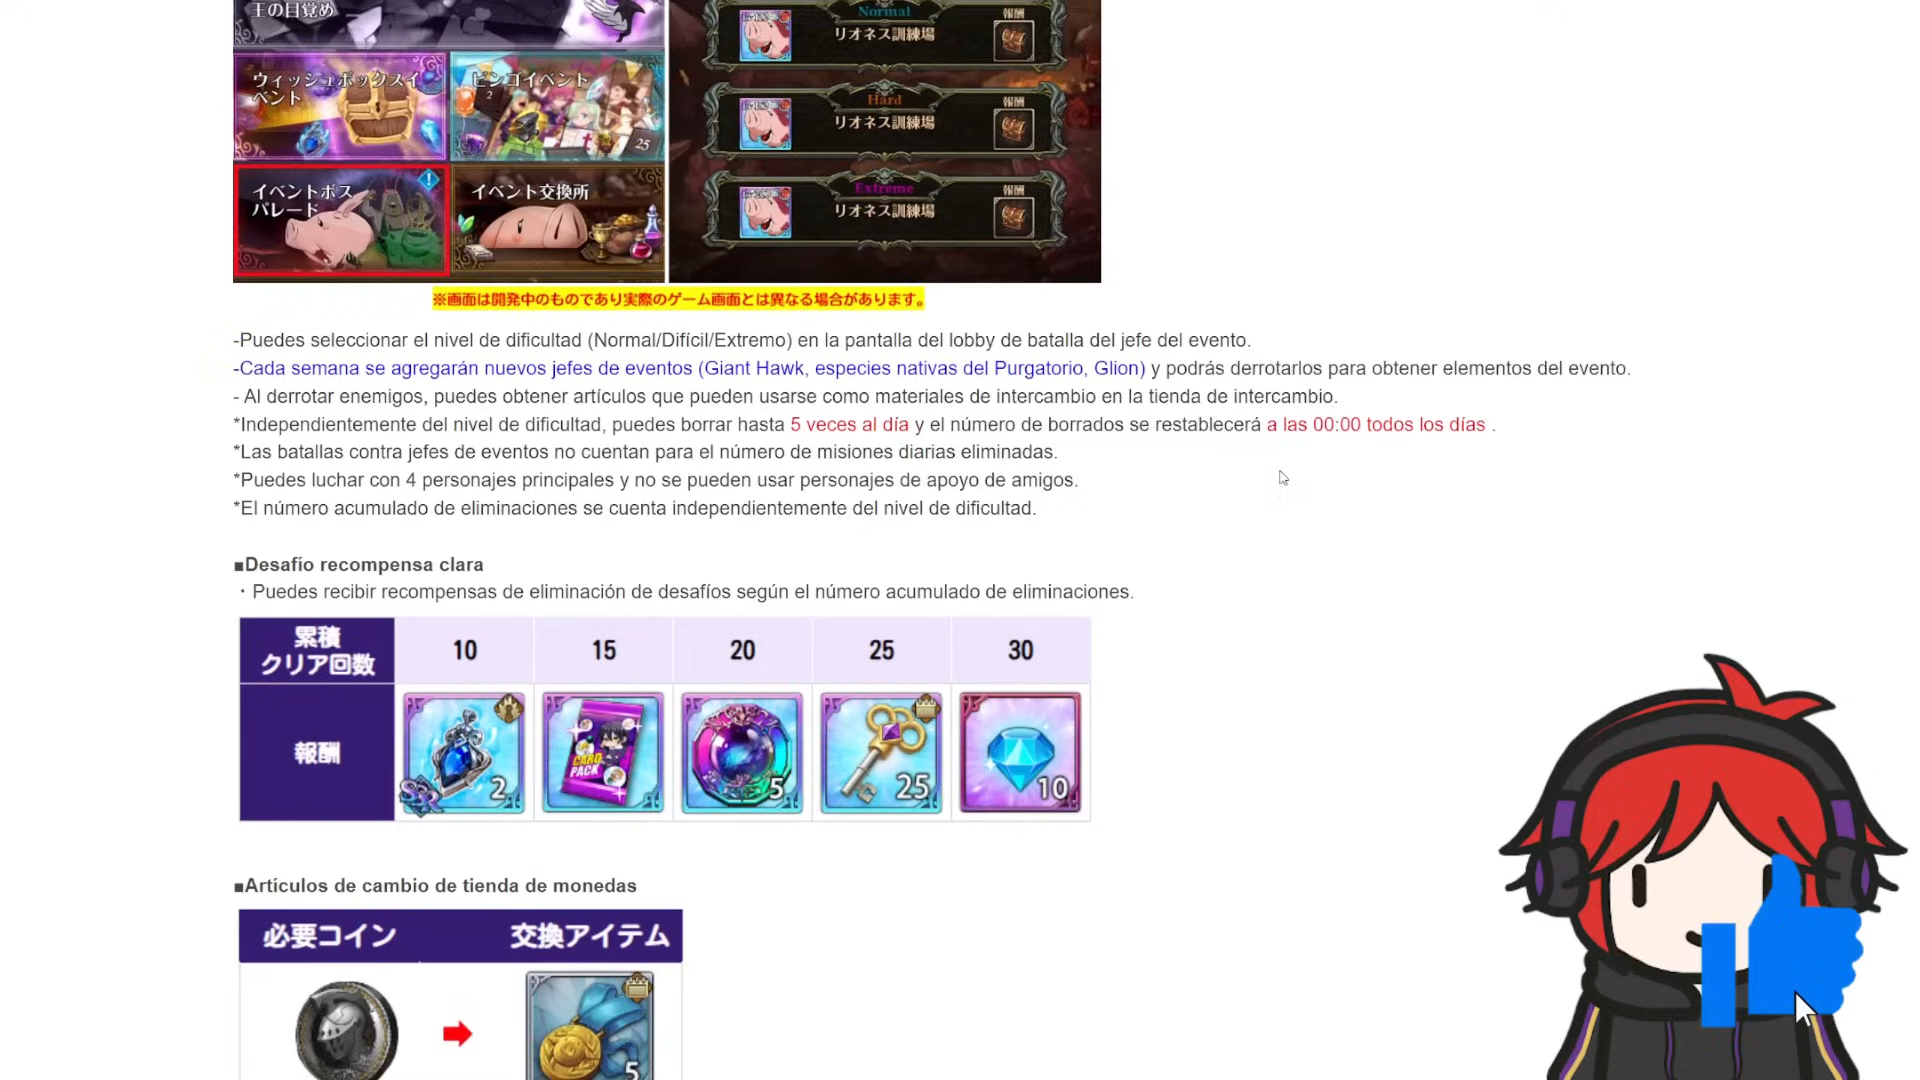 王の目覚め
Normal
報酬
リオネス訓練場
ウィッシュボックスイ
ベント
ビンゴイベント
2
25
Hard
報酬
リオネス訓練場
イベントボス
パレード
イベント交換所
Extreme
報酬
リオネス訓練場
※画面は開発中のものであり実際のゲーム画面とは異なる場合があります。
-Puedes seleccionar el nivel de dificultad (Normal/Difícil/Extremo) en la pantalla del lobby de batalla del jefe del evento.
-Cada semana se agregarán nuevos jefes de eventos (Giant Hawk, especies nativas del Purgatorio, Glion) y podrás derrotarlos para obtener elementos del evento.
- Al derrotar enemigos, puedes obtener artículos que pueden usarse como materiales de intercambio en la tienda de intercambio.
*Independientemente del nivel de dificultad, puedes borrar hasta 5 veces al día y el número de borrados se restablecerá a las 00:00 todos los días .
*Las batallas contra jefes de eventos no cuentan para el número de misiones diarias eliminadas.
*Puedes luchar con 4 personajes principales y no se pueden usar personajes de apoyo de amigos.
*El número acumulado de eliminaciones se cuenta independientemente del nivel de dificultad.
■Desafío recompensa clara
・Puedes recibir recompensas de eliminación de desafíos según el número acumulado de eliminaciones.
累積
クリア回数
10 15 20 25 30
報酬
SSR 2
CARD PACK
5
25
10
■Artículos de cambio de tienda de monedas
必要コイン 交換アイテム
5